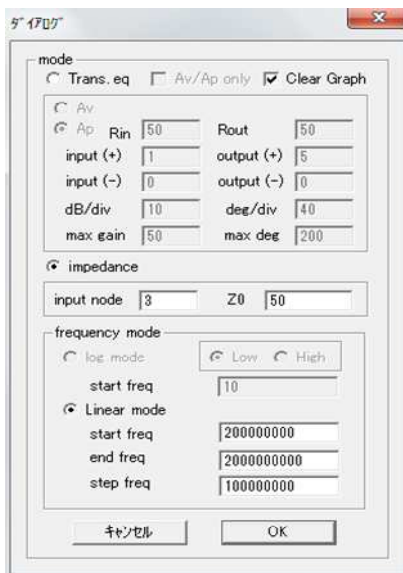 ﾀﾞｲｱﾛｸﾞ
mode
Trans. eq Av/Ap only Clear Graph
Av
Ap Rin 50 Rout 50
input (+) 1 output (+) 5
input (-) 0 output (-) 0
dB/div 10 deg/div 40
max gain 50 max deg 200
impedance
input node 3 Z0 50
frequency mode
log mode Low High
start freq 10
Linear mode
start freq 200000000
end freq 2000000000
step freq 100000000
ｷｬﾝｾﾙ OK